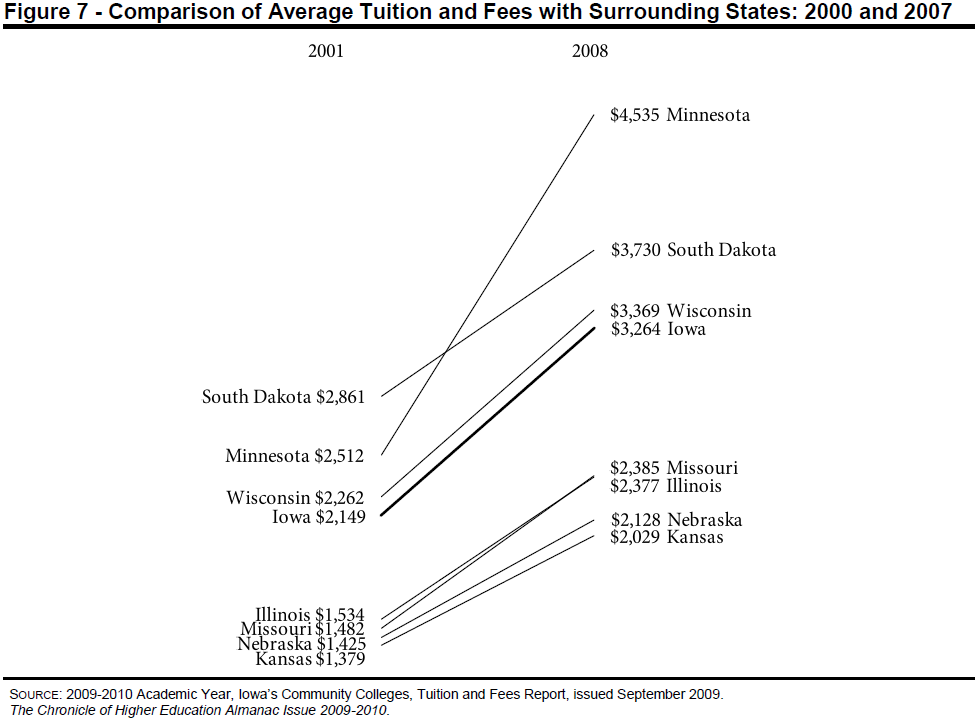 Figure 7 - Comparison of Average Tuition and Fees with Surrounding States: 2000 and 2007
2001 2008
$4,535 Minnesota
$3,730 South Dakota
$3,369 Wisconsin
$3,264 Iowa
South Dakota $2,861
Minnesota $2,512
$2,385 Missouri
$2,377 Illinois
Wisconsin $2,262
Iowa $2,149
$2,128 Nebraska
$2,029 Kansas
Illinois $1,534
Missouri $1,482
Nebraska $1,425
Kansas $1,379
SOURCE: 2009-2010 Academic Year, Iowa's Community Colleges, Tuition and Fees Report, issued September 2009.
The Chronicle of Higher Education Almanac Issue 2009-2010.